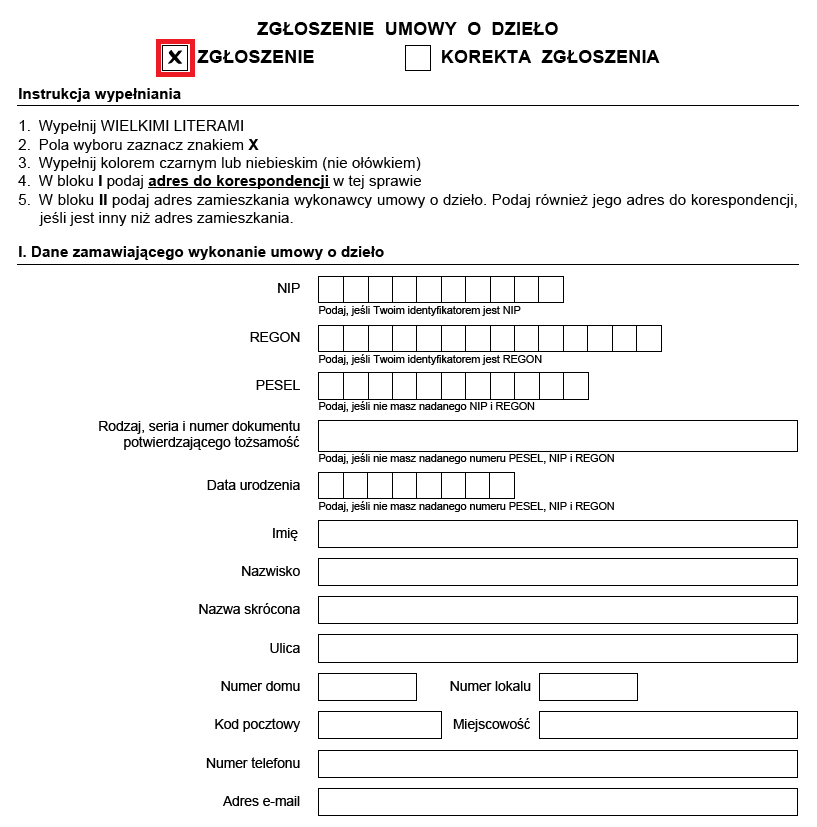 ZGŁOSZENIE UMOWY O DZIEŁO
X ZGŁOSZENIE KOREKTA ZGŁOSZENIA
Instrukcja wypełniania
1. Wypełnij WIELKIMI LITERAMI
2. Pola wyboru zaznacz znakiem X
3. Wypełnij kolorem czarnym lub niebieskim (nie ołówkiem)
4. W bloku I podaj adres do korespondencji w tej sprawie
5. W bloku II podaj adres zamieszkania wykonawcy umowy o dzieło. Podaj również jego adres do korespondencji,
jeśli jest inny niż adres zamieszkania.
I. Dane zamawiającego wykonanie umowy o dzieło
NIP
Podaj, jeśli Twoim identyfikatorem jest NIP
REGON
Podaj, jeśli Twoim identyfikatorem jest REGON
PESEL
Podaj, jeśli nie masz nadanego NIP i REGON
Rodzaj, seria i numer dokumentu
potwierdzającego tożsamość
Podaj, jeśli nie masz nadanego numeru PESEL, NIP i REGON
Data urodzenia
Podaj, jeśli nie masz nadanego numeru PESEL, NIP i REGON
Imię
Nazwisko
Nazwa skrócona
Ulica
Numer domu Numer lokalu
Kod pocztowy Miejscowość
Numer telefonu
Adres e-mail